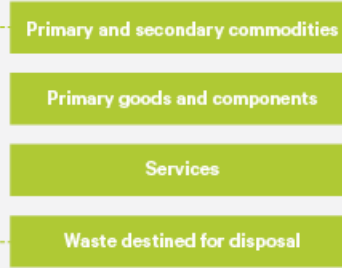 Primary and secondary commodities
Primary goods and components
Services
Waste destined for disposal